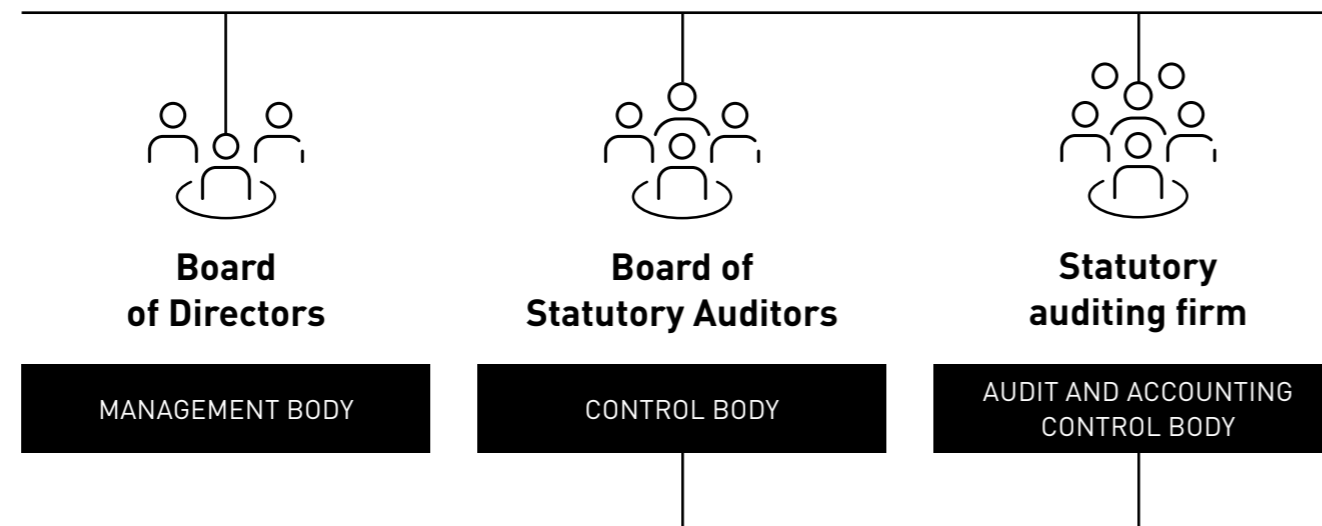 Board
of Directors
MANAGEMENT BODY
Board of
Statutory Auditors
CONTROL BODY
Statutory
auditing firm
AUDIT AND ACCOUNTING
CONTROL BODY